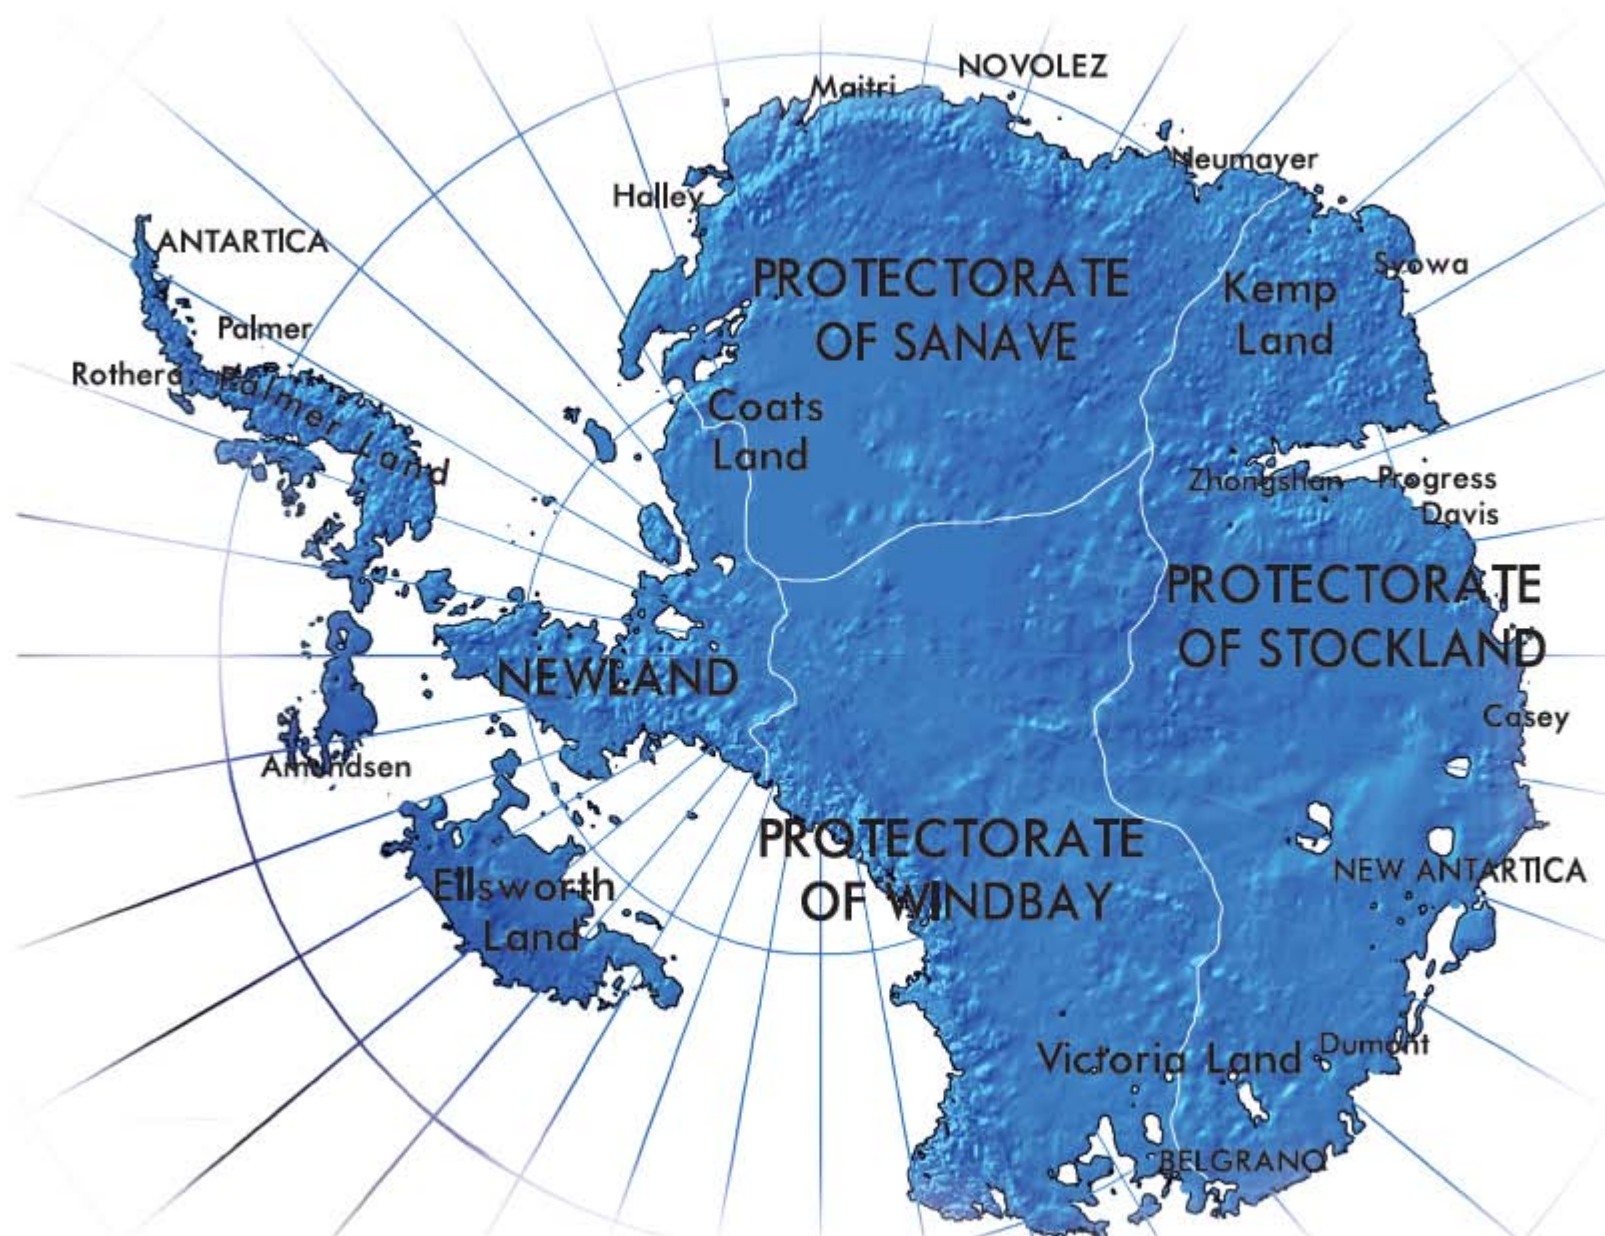 NOVOLEZ
Maitri
Neumayer
Halley
ANTARTICA
Syowa
PROTECTORATE
OF SANAVE
Kemp
Land
Palmer
Rothera
Palmer Land
Coats
Land
Zhongshan
Progress
Davis
PROTECTORATE
OF STOCKLAND
NEWLAND
Casey
Amundsen
PROTECTORATE
OF WINDBAY
NEW ANTARTICA
Ellsworth
Land
Victoria Land
Dumont
BELGRANO